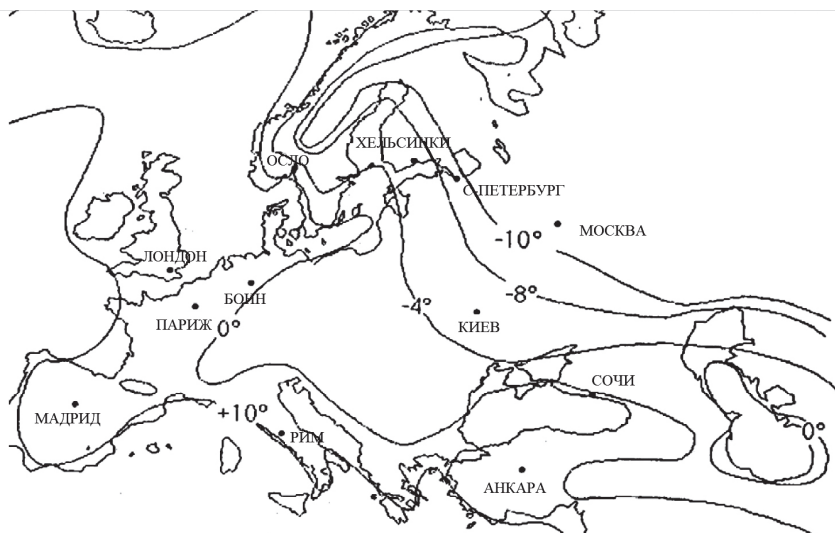 ОСЛО
ХЕЛЬСИНКИ
С-ПЕТЕРБУРГ
МОСКВА
-10°
ЛОНДОН
БОНН
-8°
ПАРИЖ
0°
-4°
КИЕВ
СОЧИ
МАДРИД
+10°
РИМ
0°
АНКАРА